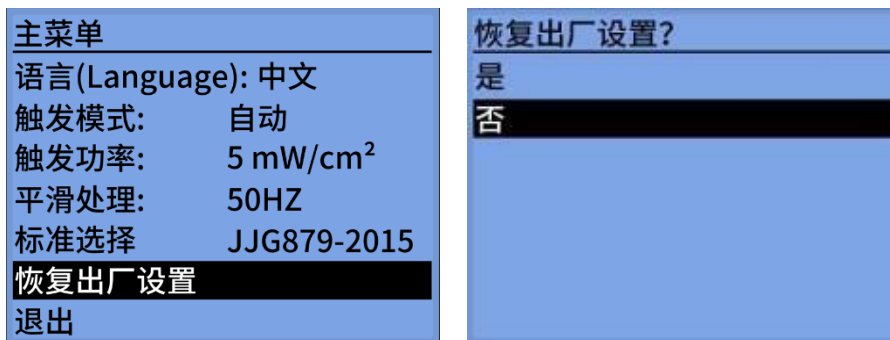 主菜单
语言(Language): 中文
触发模式: 自动
触发功率: 5 mW/cm²
平滑处理: 50HZ
标准选择 JJG879-2015
恢复出厂设置
退出
恢复出厂设置?
是
否